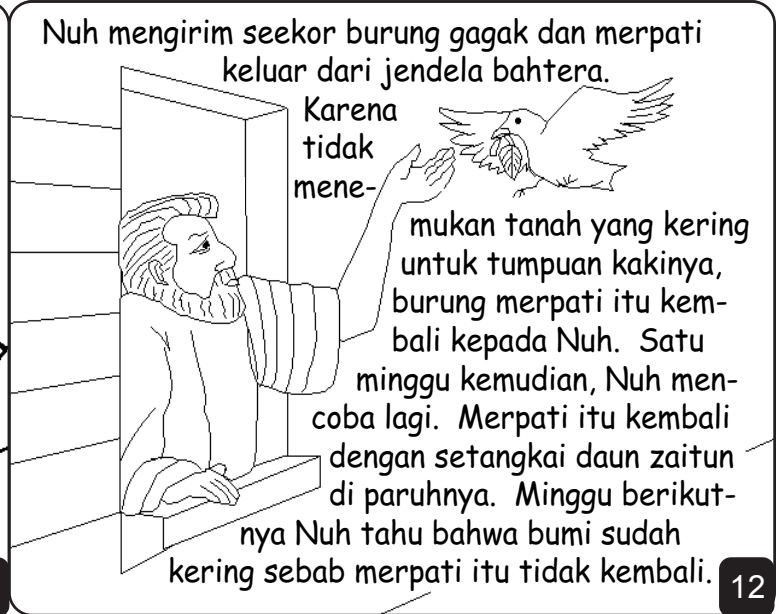 Nuh mengirim seekor burung gagak dan merpati
keluar dari jendela bahtera.
Karena
tidak
mene-
mukan tanah yang kering
untuk tumpuan kakinya,
burung merpati itu kem-
bali kepada Nuh. Satu
minggu kemudian, Nuh men-
coba lagi. Merpati itu kembali
dengan setangkai daun zaitun
di paruhnya. Minggu berikut-
nya Nuh tahu bahwa bumi sudah
kering sebab merpati itu tidak kembali.
12